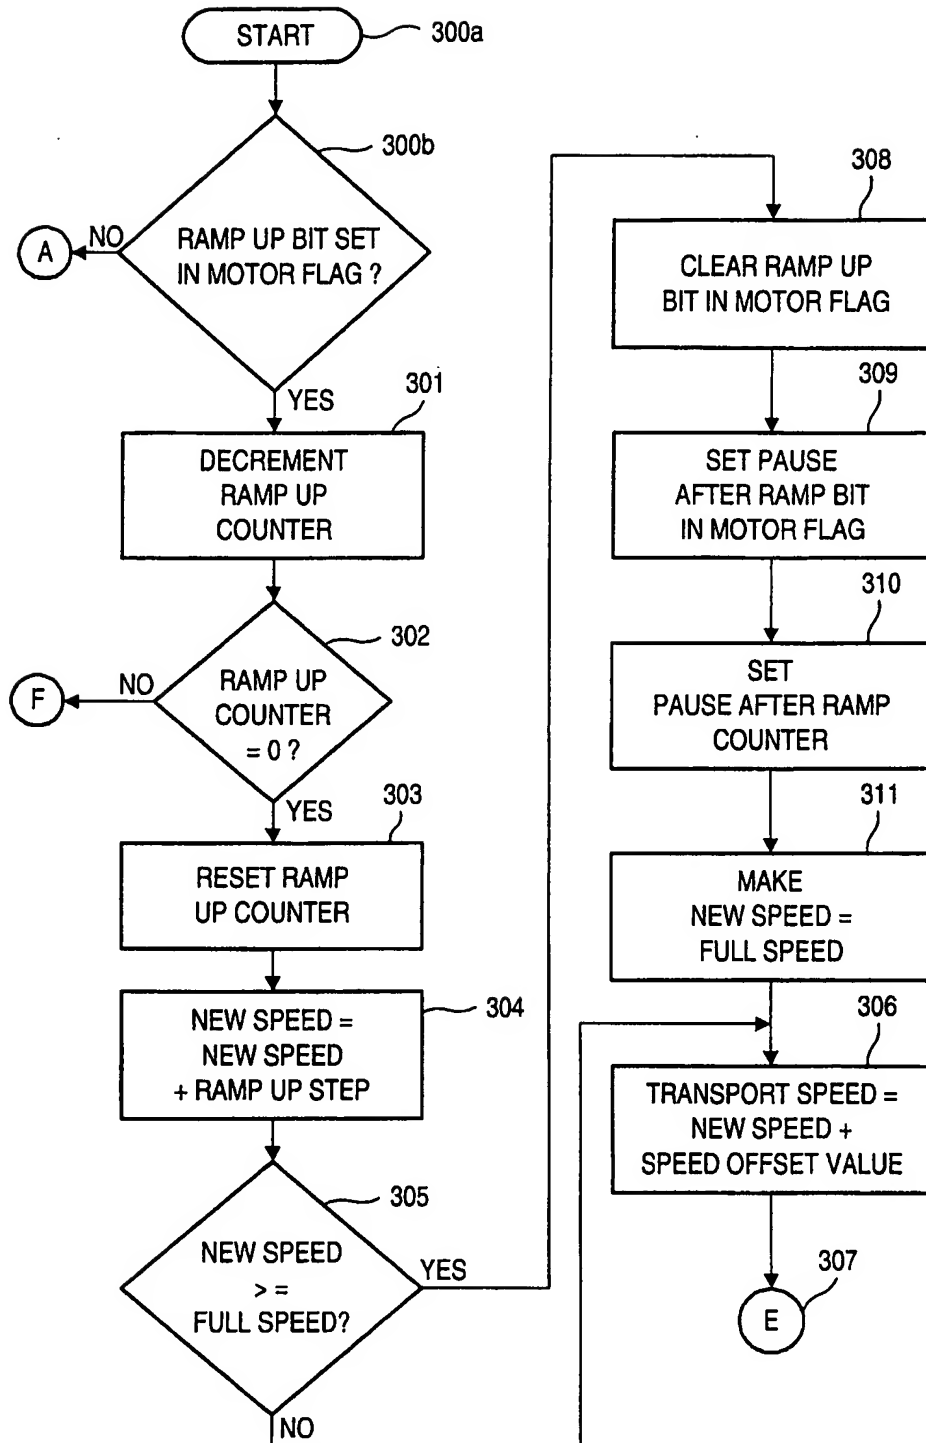 START
300a
300b
RAMP UP BIT SET
IN MOTOR FLAG ?
NO
A
YES
301
DECREMENT
RAMP UP
COUNTER
302
RAMP UP
COUNTER
= 0 ?
NO
F
YES
303
RESET RAMP
UP COUNTER
304
NEW SPEED =
NEW SPEED
+ RAMP UP STEP
305
NEW SPEED
> =
FULL SPEED?
YES
NO
308
CLEAR RAMP UP
BIT IN MOTOR FLAG
309
SET PAUSE
AFTER RAMP BIT
IN MOTOR FLAG
310
SET
PAUSE AFTER RAMP
COUNTER
311
MAKE
NEW SPEED =
FULL SPEED
306
TRANSPORT SPEED =
NEW SPEED +
SPEED OFFSET VALUE
307
E